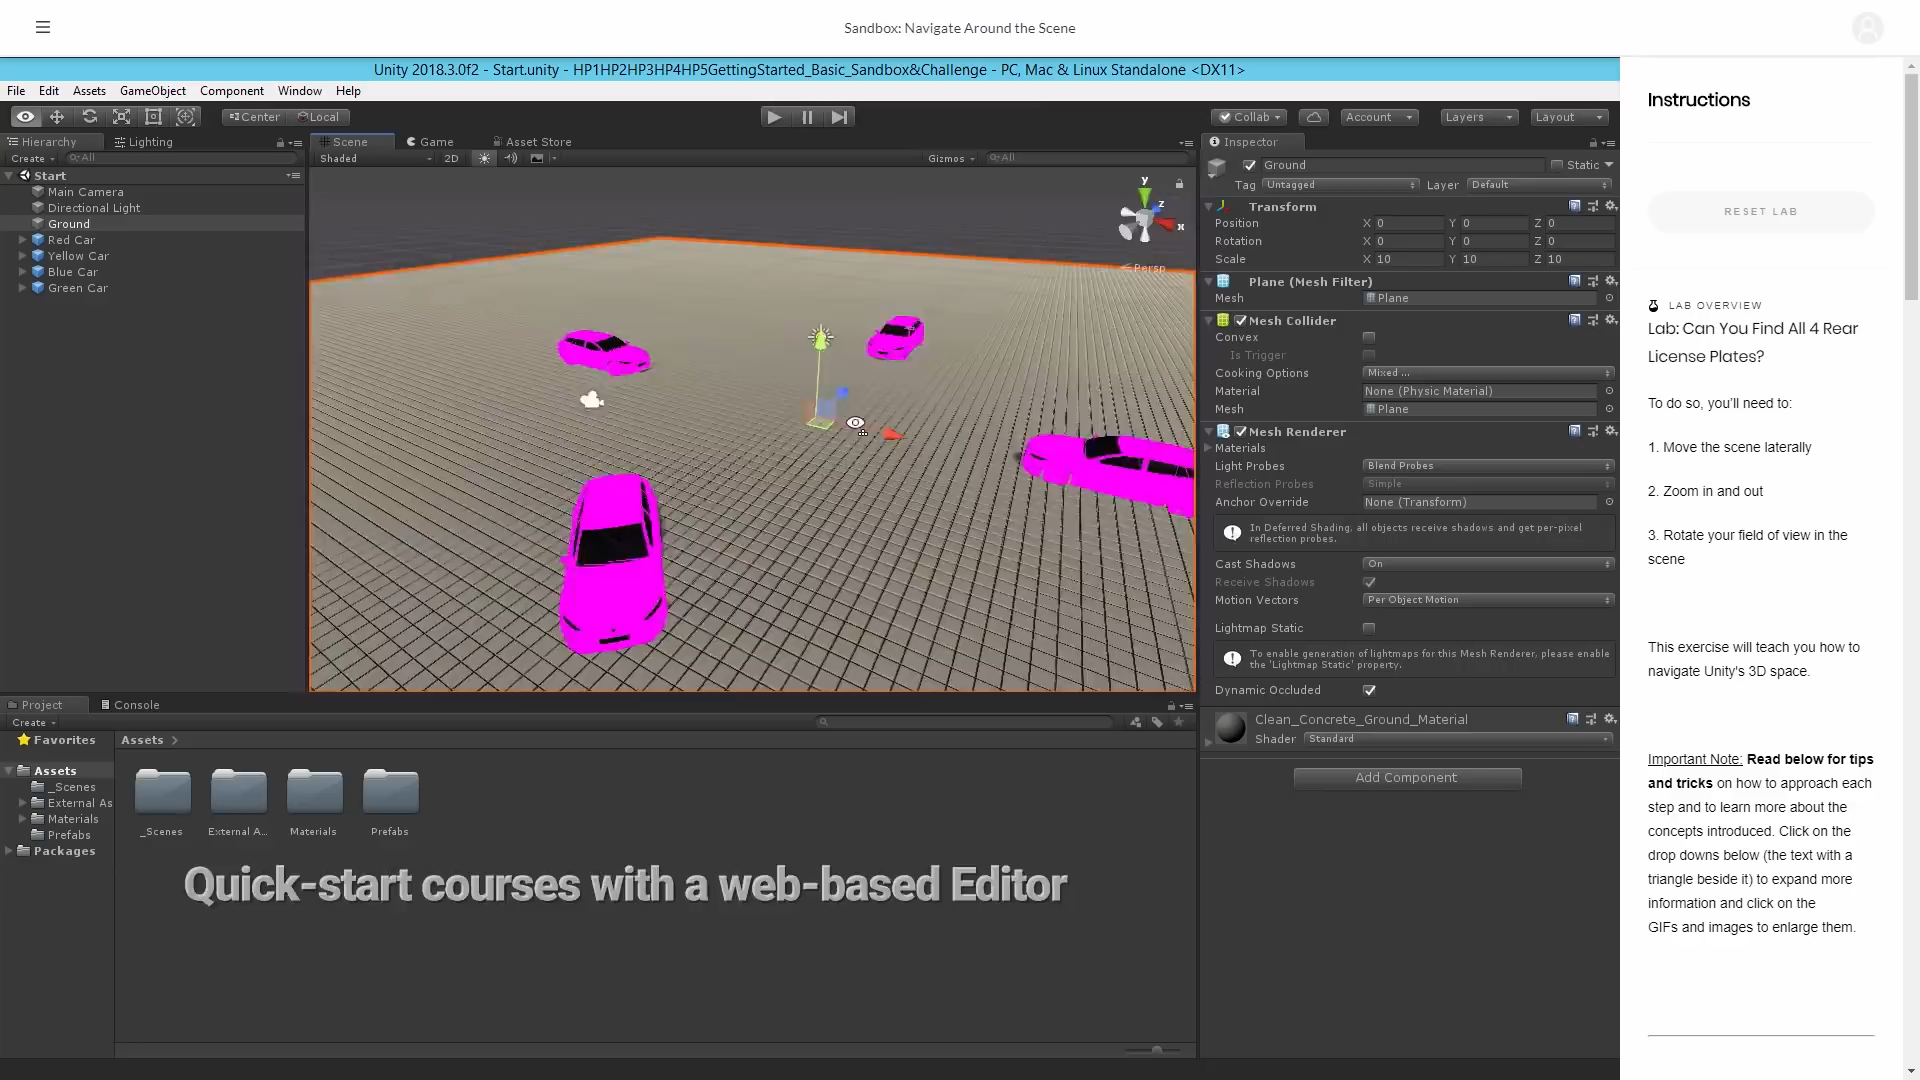 Sandbox: Navigate Around the Scene
Unity 2018.3.0f2 - Start.unity - HP1HP2HP3HP4HP5GettingStarted_Basic_Sandbox&Challenge - PC, Mac & Linux Standalone <DX11>
File Edit Assets GameObject Component Window Help
Center Local
Collab Account Layers Layout
Hierarchy Lighting
Create All
Start
Main Camera
Directional Light
Ground
Red Car
Yellow Car
Blue Car
Green Car
Scene Game Asset Store
Shaded 2D Gizmos All
y
z
x
Persp
Inspector
Ground Static
Tag Untagged Layer Default
Transform
Position X 0 Y 0 Z 0
Rotation X 0 Y 0 Z 0
Scale X 10 Y 10 Z 10
Plane (Mesh Filter)
Mesh Plane
Mesh Collider
Convex
Is Trigger
Cooking Options Mixed ...
Material None (Physic Material)
Mesh Plane
Mesh Renderer
Materials
Light Probes Blend Probes
Reflection Probes Simple
Anchor Override None (Transform)
In Deferred Shading, all objects receive shadows and get per-pixel
reflection probes.
Cast Shadows On
Receive Shadows
Motion Vectors Per Object Motion
Lightmap Static
To enable generation of lightmaps for this Mesh Renderer, please enable
the 'Lightmap Static' property.
Dynamic Occluded
Clean_Concrete_Ground_Material
Shader Standard
Add Component
Project Console
Create
Favorites
Assets
_Scenes
External As
Materials
Prefabs
Packages
Assets
_Scenes External A... Materials Prefabs
Quick-start courses with a web-based Editor
Instructions
RESET LAB
LAB OVERVIEW
Lab: Can You Find All 4 Rear
License Plates?
To do so, you'll need to:
1. Move the scene laterally
2. Zoom in and out
3. Rotate your field of view in the
scene
This exercise will teach you how to
navigate Unity's 3D space.
Important Note: Read below for tips
and tricks on how to approach each
step and to learn more about the
concepts introduced. Click on the
drop downs below (the text with a
triangle beside it) to expand more
information and click on the
GIFs and images to enlarge them.